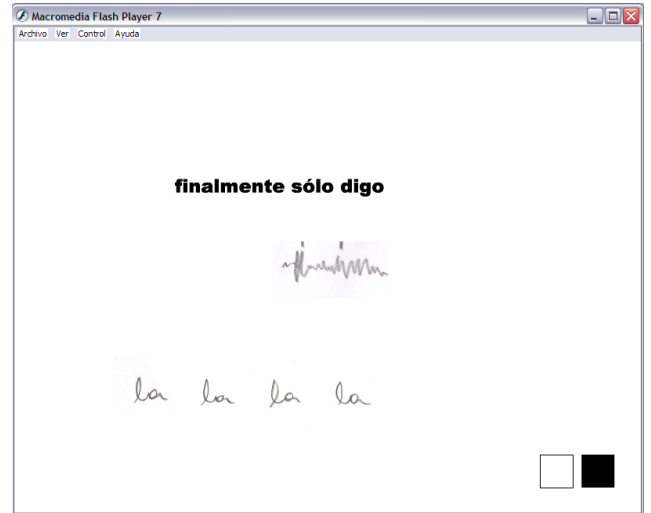 Macromedia Flash Player 7
Archivo Ver Control Ayuda
finalmente sólo digo
la la la la